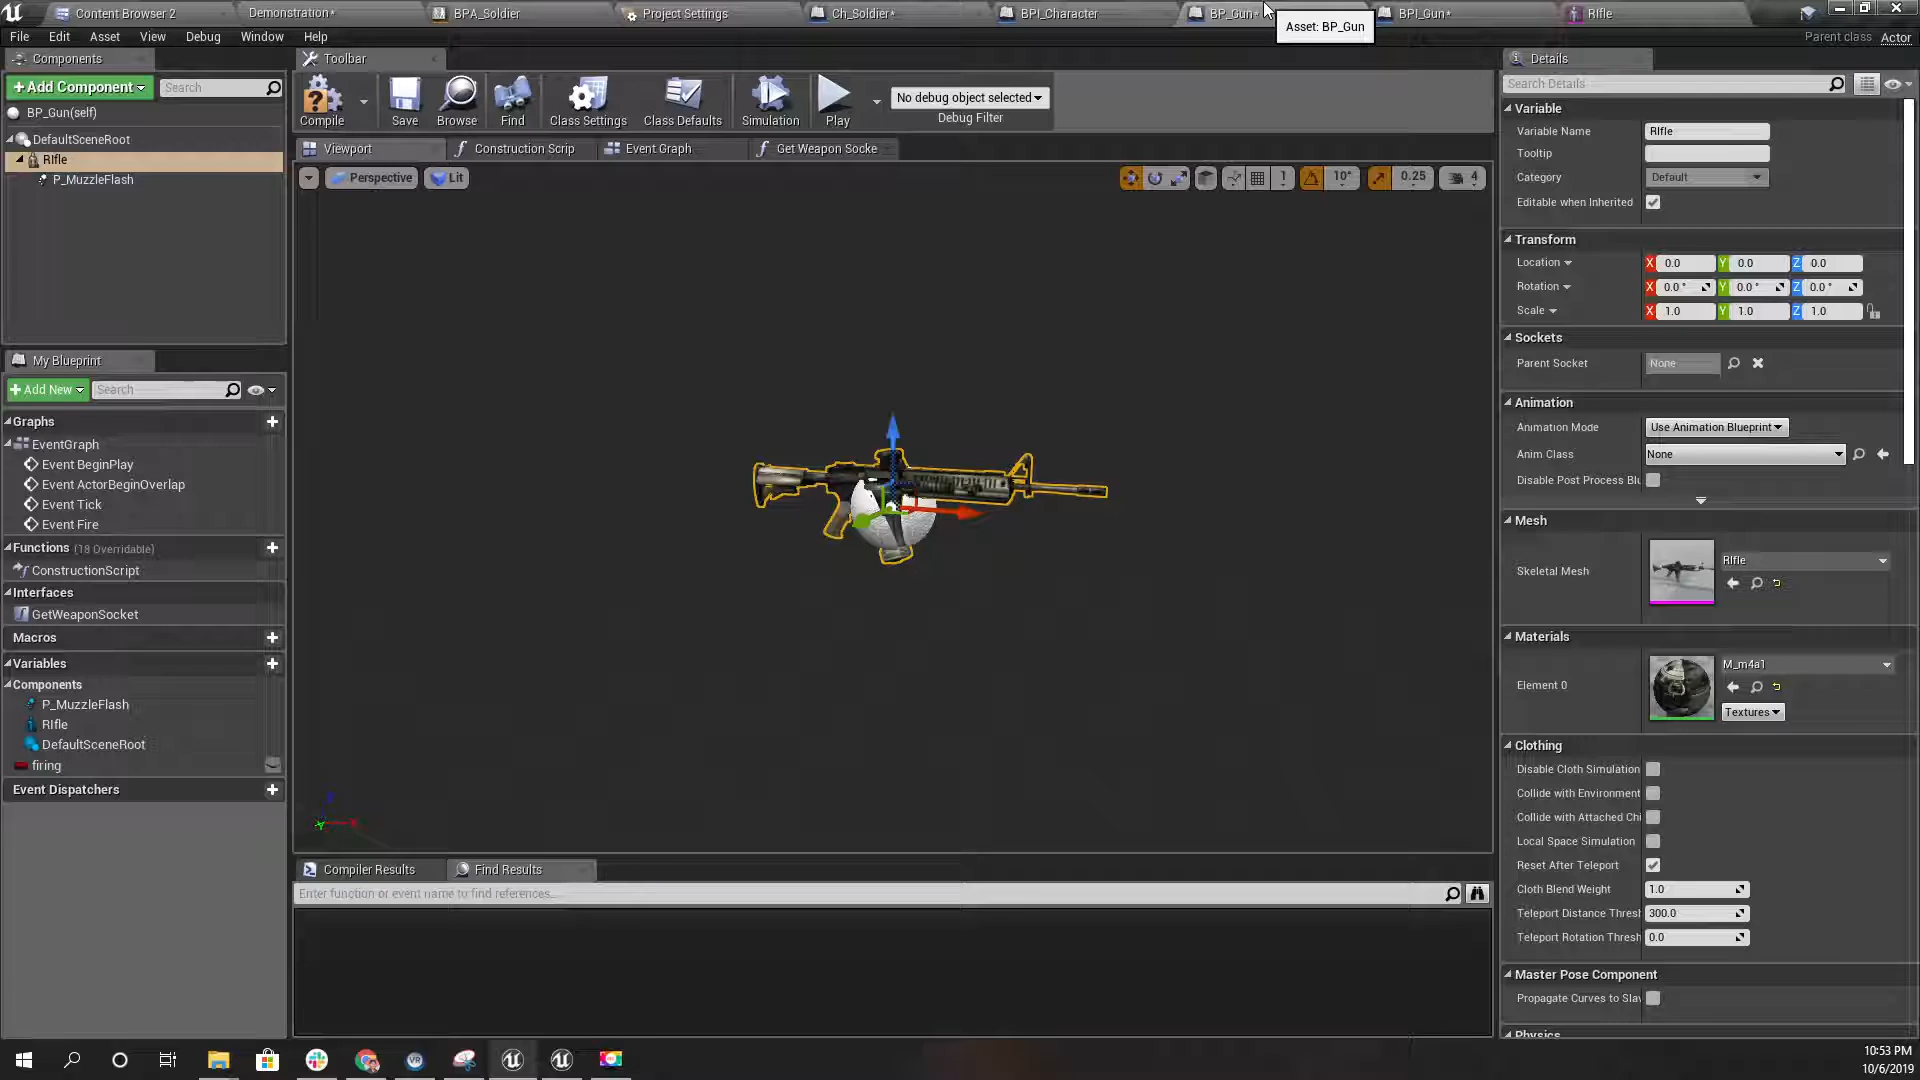 Content Browser 2
Demonstration*
BPA_Soldier
Project Settings
Ch_Soldier*
BPI_Character
BP_Gun*
BPI_Gun*
RIfle
Asset: BP_Gun
File Edit Asset View Debug Window Help
Parent class Actor
Components
+Add Component
Search
BP_Gun(self)
DefaultSceneRoot
RIfle
P_MuzzleFlash
Toolbar
Compile
Save
Browse
Find
Class Settings
Class Defaults
Simulation
Play
No debug object selected
Debug Filter
Viewport
Construction Scrip
Event Graph
Get Weapon Socke
Perspective
Lit
1
10°
0.25
4
My Blueprint
+Add New
Search
Graphs
EventGraph
Event BeginPlay
Event ActorBeginOverlap
Event Tick
Event Fire
Functions (18 Overridable)
ConstructionScript
Interfaces
GetWeaponSocket
Macros
Variables
Components
P_MuzzleFlash
RIfle
DefaultSceneRoot
firing
Event Dispatchers
Compiler Results
Find Results
Enter function or event name to find references...
Details
Search Details
Variable
Variable Name RIfle
Tooltip
Category Default
Editable when Inherited
Transform
Location X 0.0 Y 0.0 Z 0.0
Rotation X 0.0 ° Y 0.0 ° Z 0.0 °
Scale X 1.0 Y 1.0 Z 1.0
Sockets
Parent Socket None
Animation
Animation Mode Use Animation Blueprint
Anim Class None
Disable Post Process Blu
Mesh
Skeletal Mesh RIfle
Materials
Element 0 M_m4a1
Textures
Clothing
Disable Cloth Simulation
Collide with Environment
Collide with Attached Chi
Local Space Simulation
Reset After Teleport
Cloth Blend Weight 1.0
Teleport Distance Thresh 300.0
Teleport Rotation Thresh 0.0
Master Pose Component
Propagate Curves to Slav
Physics
10:53 PM
10/6/2019